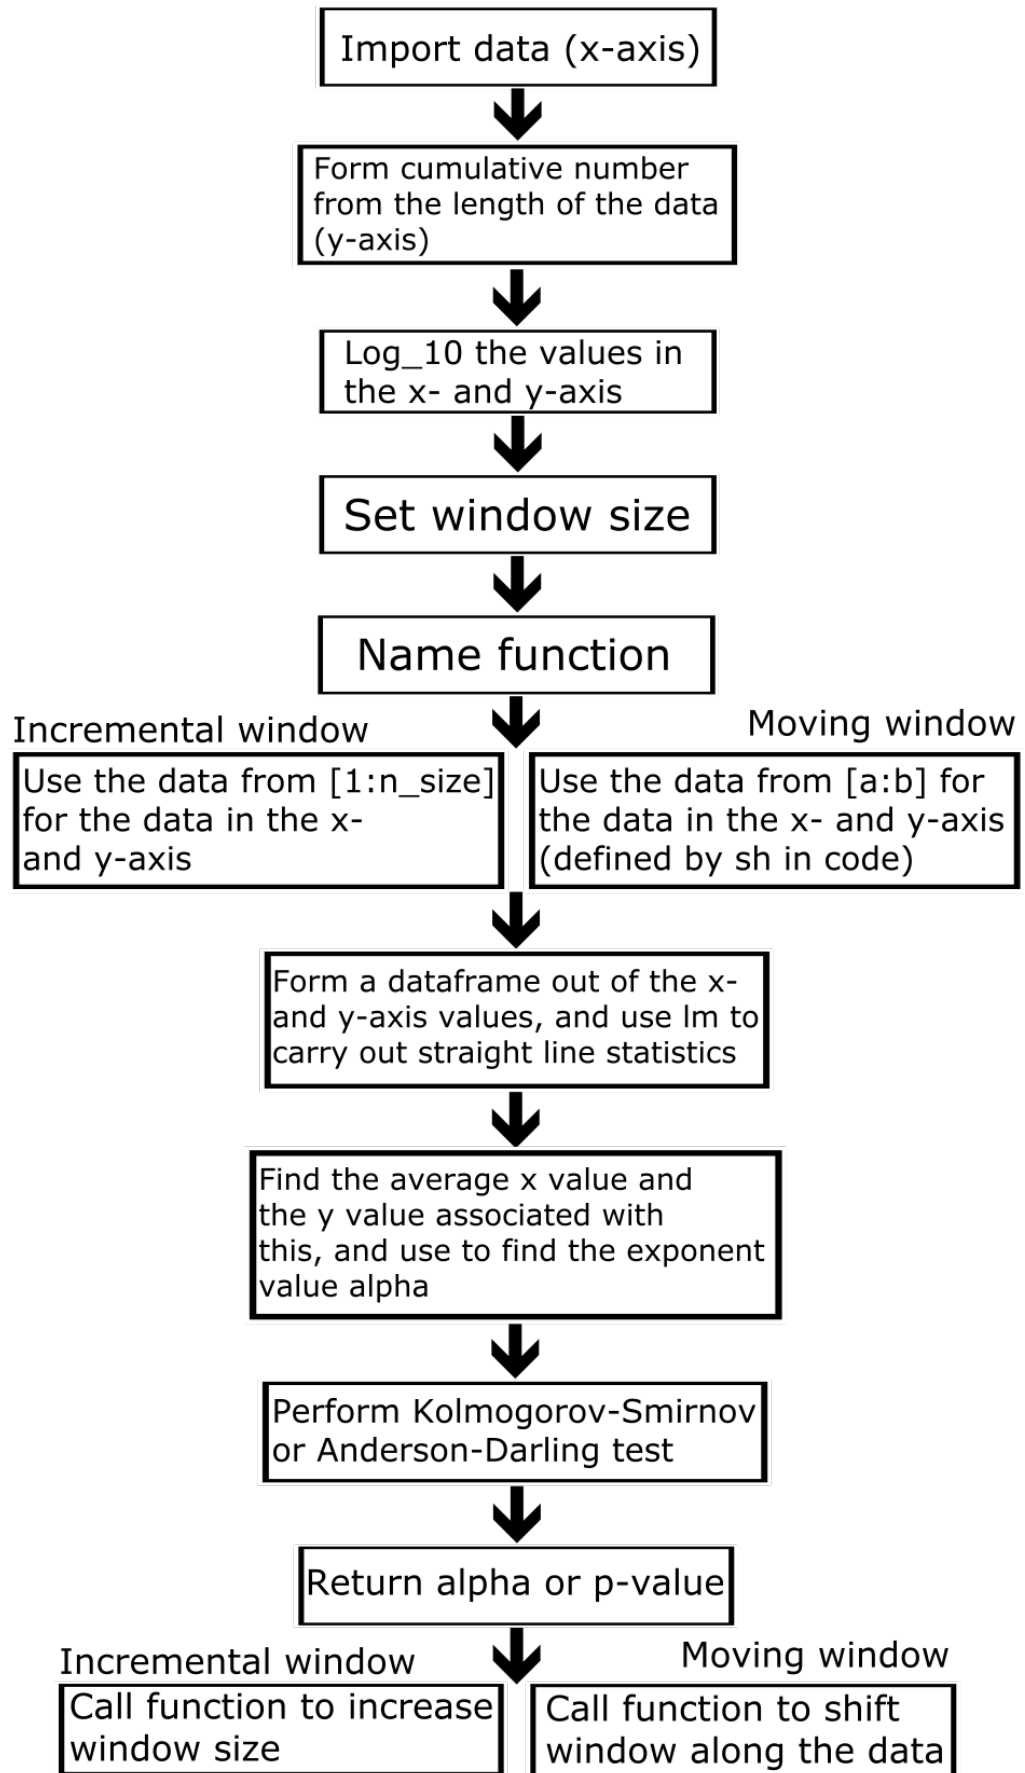 Import data (x-axis)
Form cumulative number
from the length of the data
(y-axis)
Log_10 the values in
the x- and y-axis
Set window size
Name function
Incremental window
Use the data from [1:n_size]
for the data in the x-
and y-axis
Moving window
Use the data from [a:b] for
the data in the x- and y-axis
(defined by sh in code)
Form a dataframe out of the x-
and y-axis values, and use lm to
carry out straight line statistics
Find the average x value and
the y value associated with
this, and use to find the exponent
value alpha
Perform Kolmogorov-Smirnov
or Anderson-Darling test
Return alpha or p-value
Incremental window
Call function to increase
window size
Moving window
Call function to shift
window along the data